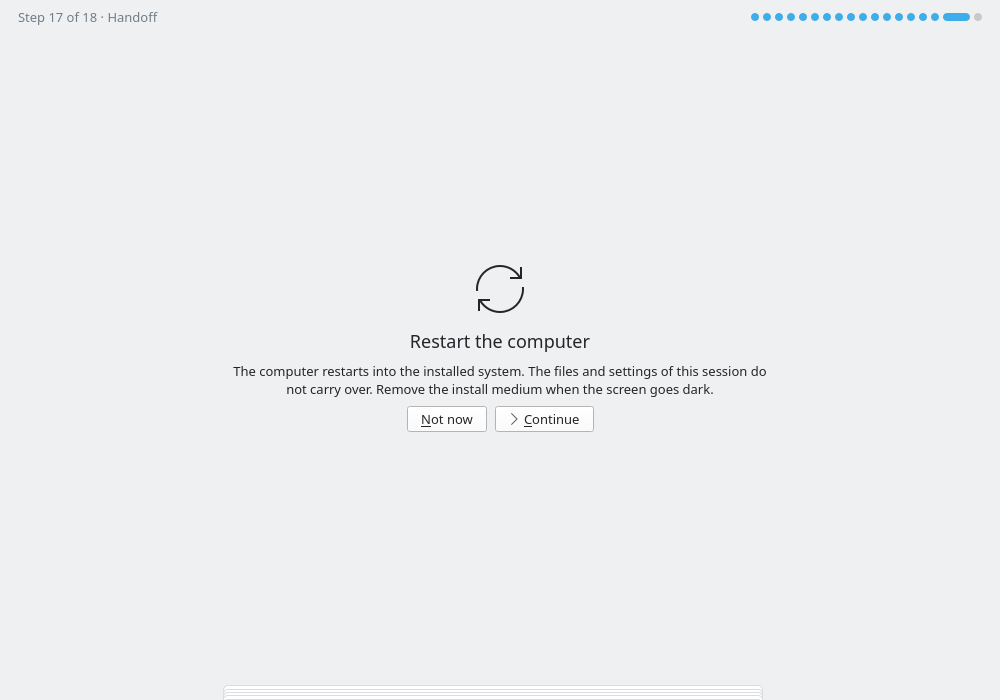 Step 17 of 18 · Handoff
Restart the computer
The computer restarts into the installed system. The files and settings of this session do
not carry over. Remove the install medium when the screen goes dark.
Not now
Continue